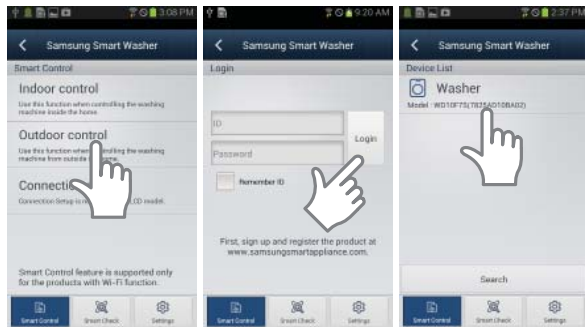 3:08 PM
Samsung Smart Washer
Smart Control
Indoor control
Use this function when controlling the washing
machine inside the home.
Outdoor control
Use this function when controlling the washing
machine from outside home.
Connection Setup is LCD model.
Smart Control feature is supported only
for the products with Wi-Fi function.
Smart Control
Smart Check
Settings
9:20 AM
Samsung Smart Washer
Login
ID
Password
Login
Remember ID
First, sign up and register the product at
www.samsungsmartappliance.com.
Smart Control
Smart Check
Settings
2:37 PM
Samsung Smart Washer
Device List
Washer
Search
Smart Control
Smart Check
Settings